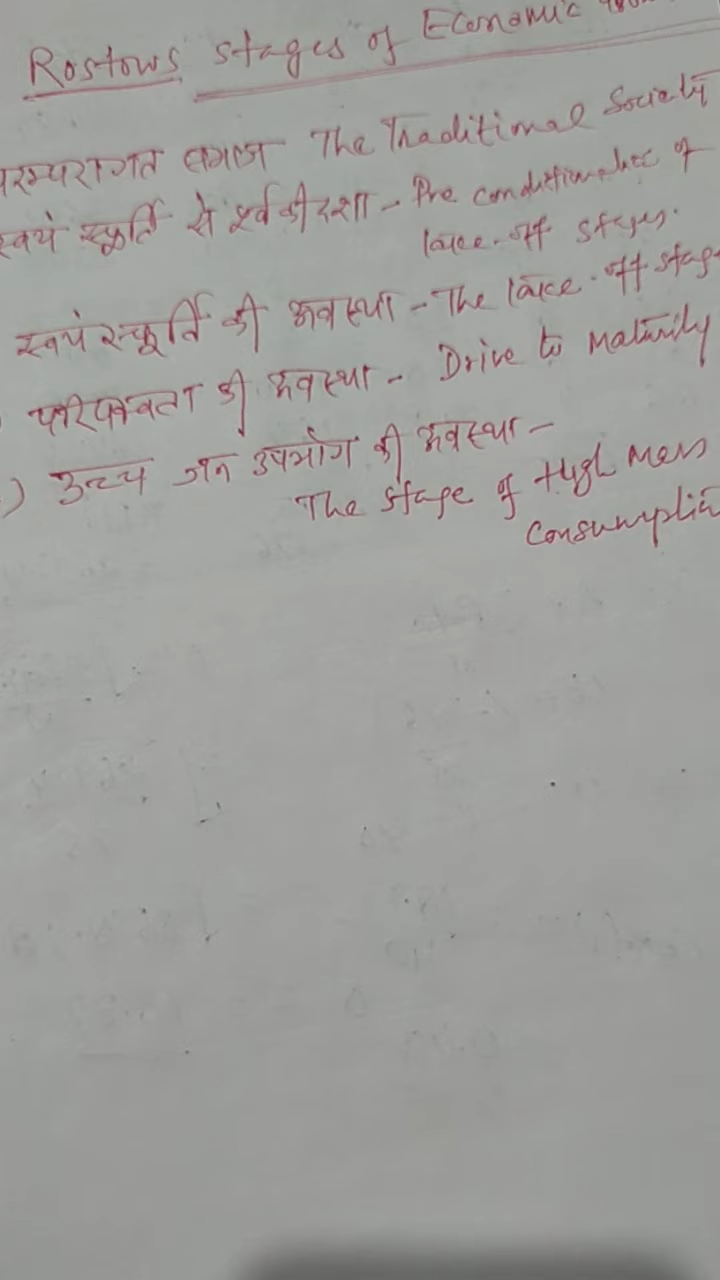 Rostows Stages of Economic
परम्परागत समाज The Traditional Society
स्वयं स्फूर्ति से पूर्व की दशा - Pre of
take-off stages.
स्वयं स्फूर्ति की अवस्था - The take-off stage
परिपक्वता की अवस्था - Drive to Maturity
) उच्च जन उपभोग की अवस्था -
The stage of High Mass
Consumption